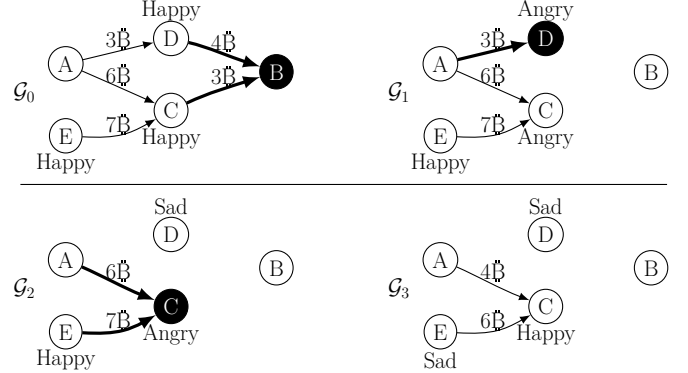 Happy Angry
3₿ D 4₿ 3₿ D
A B A B
𝒢0 6₿ 3₿ 𝒢1 6₿
C C
E 7₿ E 7₿
Happy Happy Happy Angry
Sad Sad
D D
A B A B
𝒢2 6₿ 𝒢3 4₿
C C
E 7₿ E 6₿
Happy Angry Sad Happy